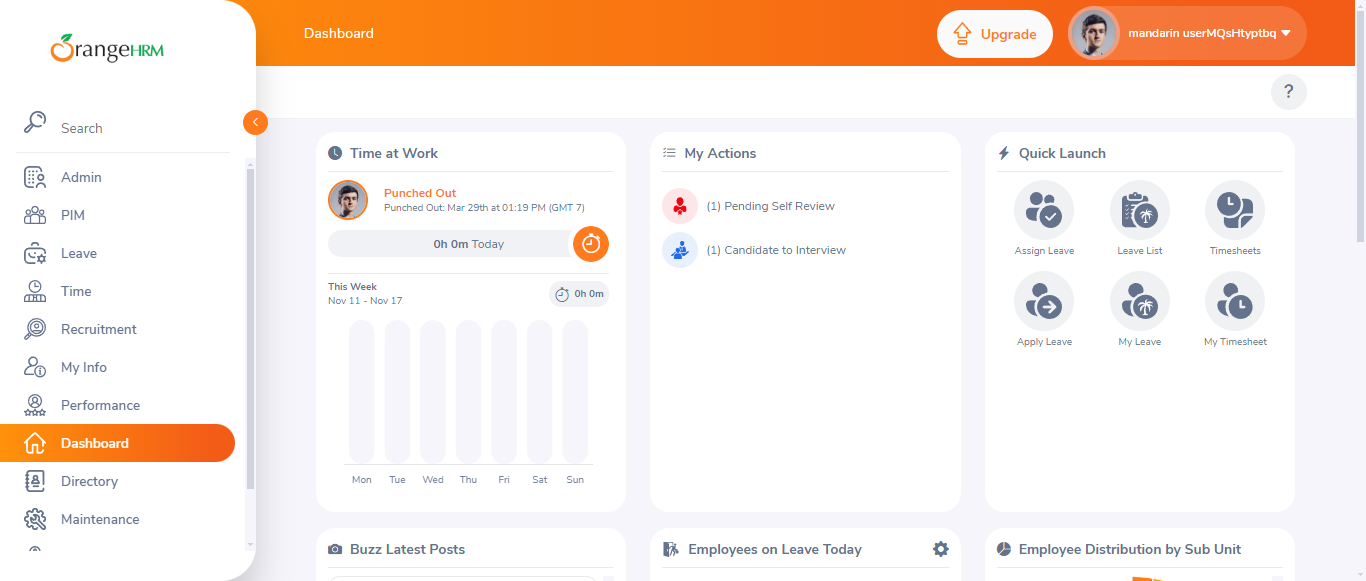 OrangeHRM
Dashboard
Upgrade
mandarin userMQsHtyptbq
?
Search
Admin
PIM
Leave
Time
Recruitment
My Info
Performance
Dashboard
Directory
Maintenance
Time at Work
Punched Out
Punched Out: Mar 29th at 01:19 PM (GMT 7)
0h 0m Today
This Week
Nov 11 - Nov 17
0h 0m
Mon Tue Wed Thu Fri Sat Sun
My Actions
(1) Pending Self Review
(1) Candidate to Interview
Quick Launch
Assign Leave
Leave List
Timesheets
Apply Leave
My Leave
My Timesheet
Buzz Latest Posts
Employees on Leave Today
Employee Distribution by Sub Unit